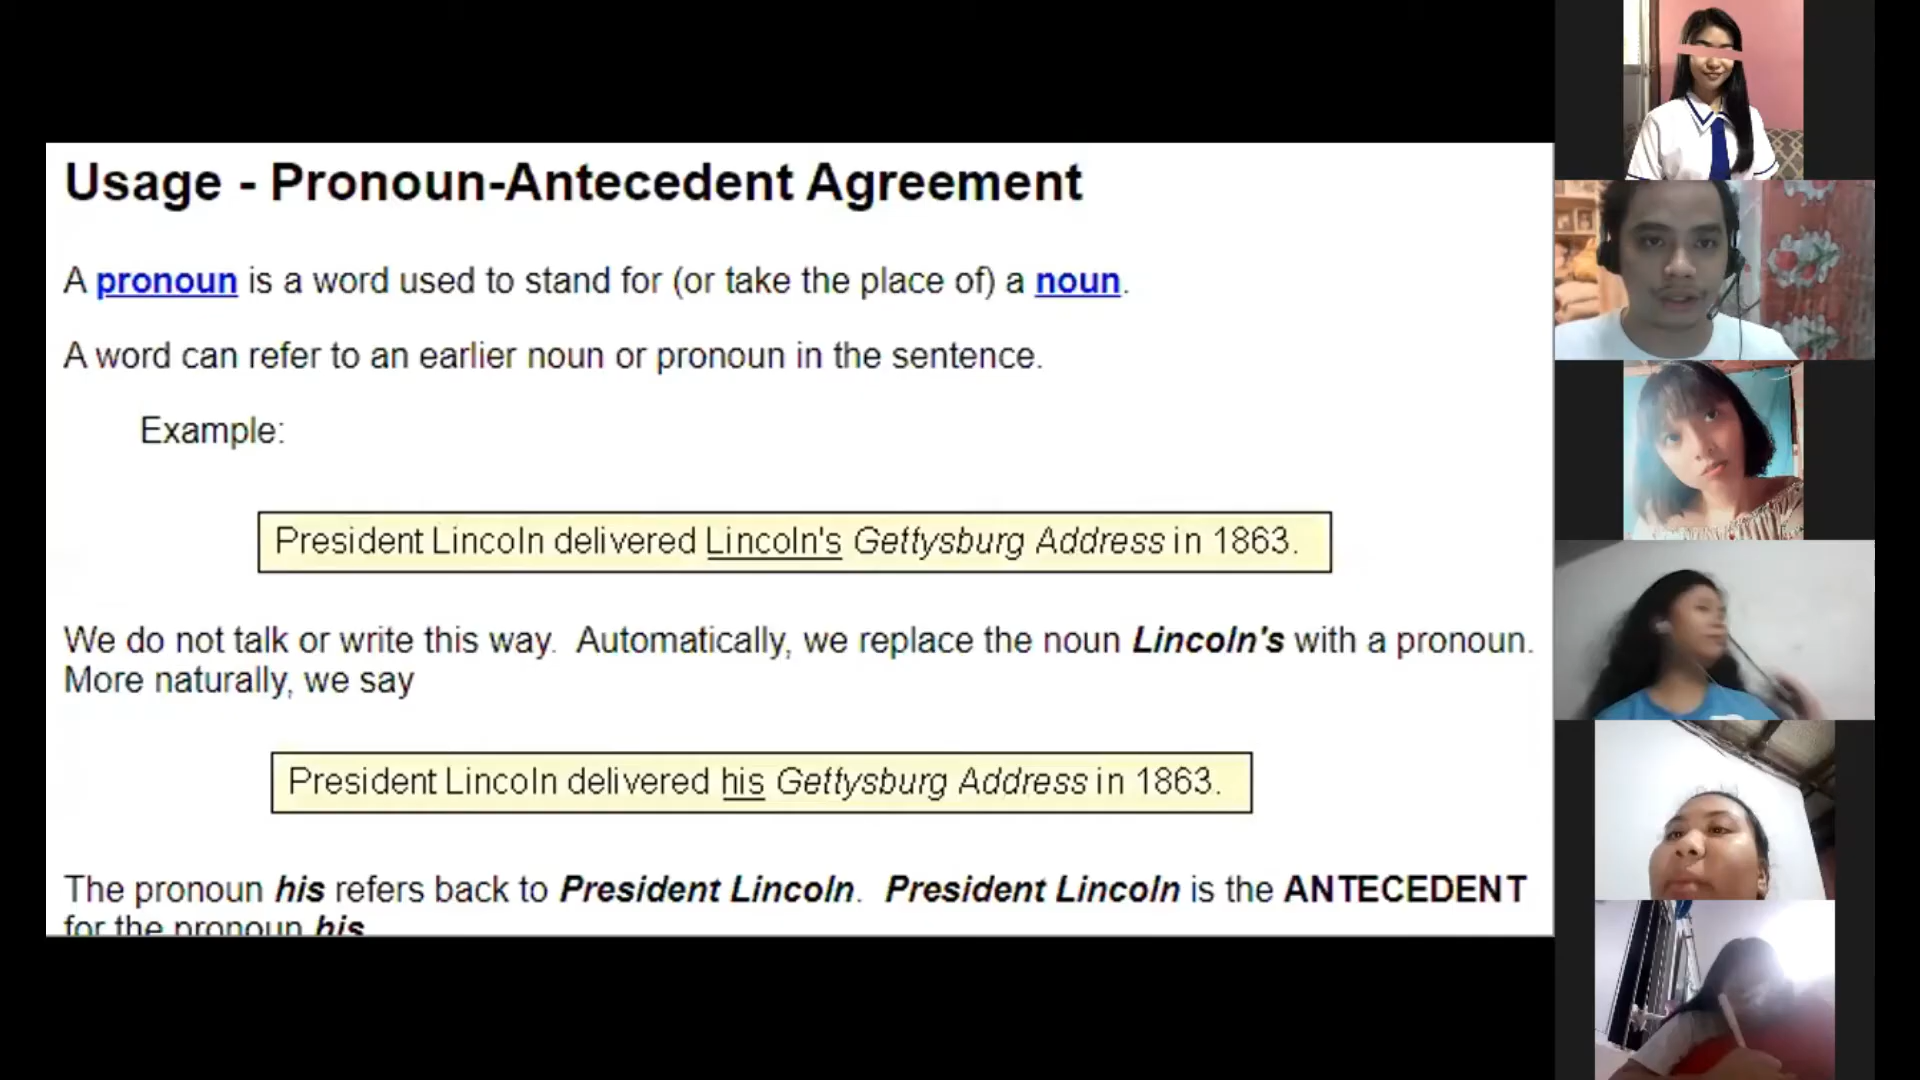 Usage - Pronoun-Antecedent Agreement
A pronoun is a word used to stand for (or take the place of) a noun.
A word can refer to an earlier noun or pronoun in the sentence.
Example:
President Lincoln delivered Lincoln's Gettysburg Address in 1863.
We do not talk or write this way. Automatically, we replace the noun Lincoln's with a pronoun.
More naturally, we say
President Lincoln delivered his Gettysburg Address in 1863.
The pronoun his refers back to President Lincoln. President Lincoln is the ANTECEDENT
for the pronoun his